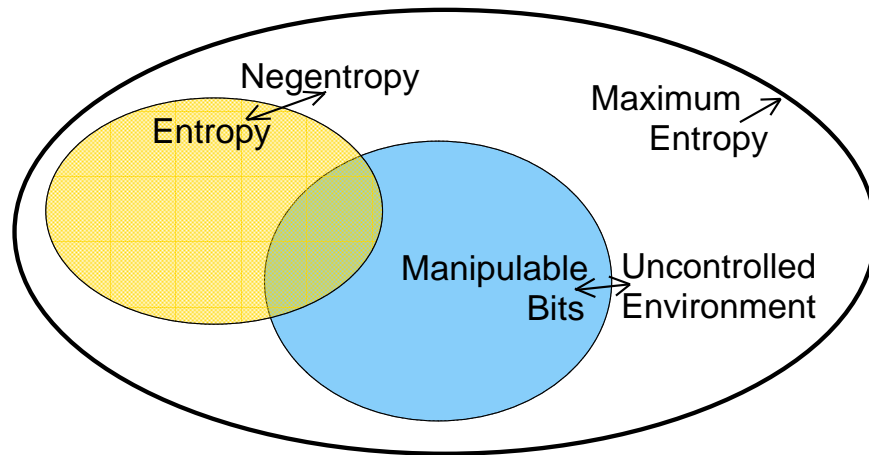 Negentropy
Entropy
Maximum
Entropy
Manipulable
Bits
Uncontrolled
Environment